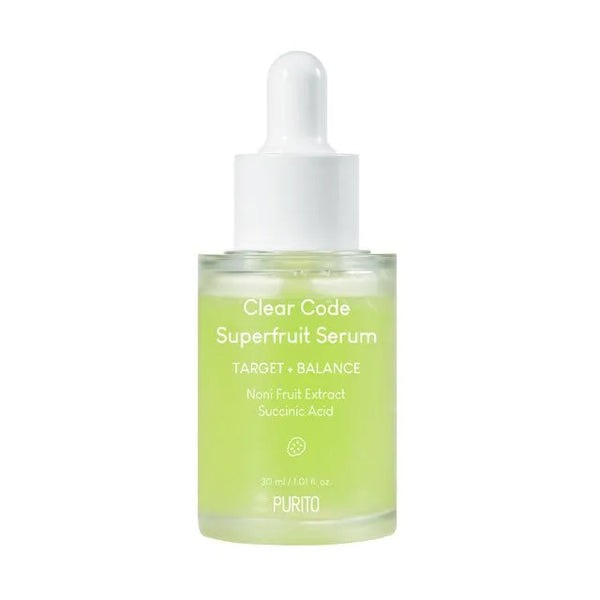 Clear Code
Superfruit Serum
TARGET + BALANCE
Noni Fruit Extract
Succinic Acid
30 ml / 1.01 fl. oz.
PURITO